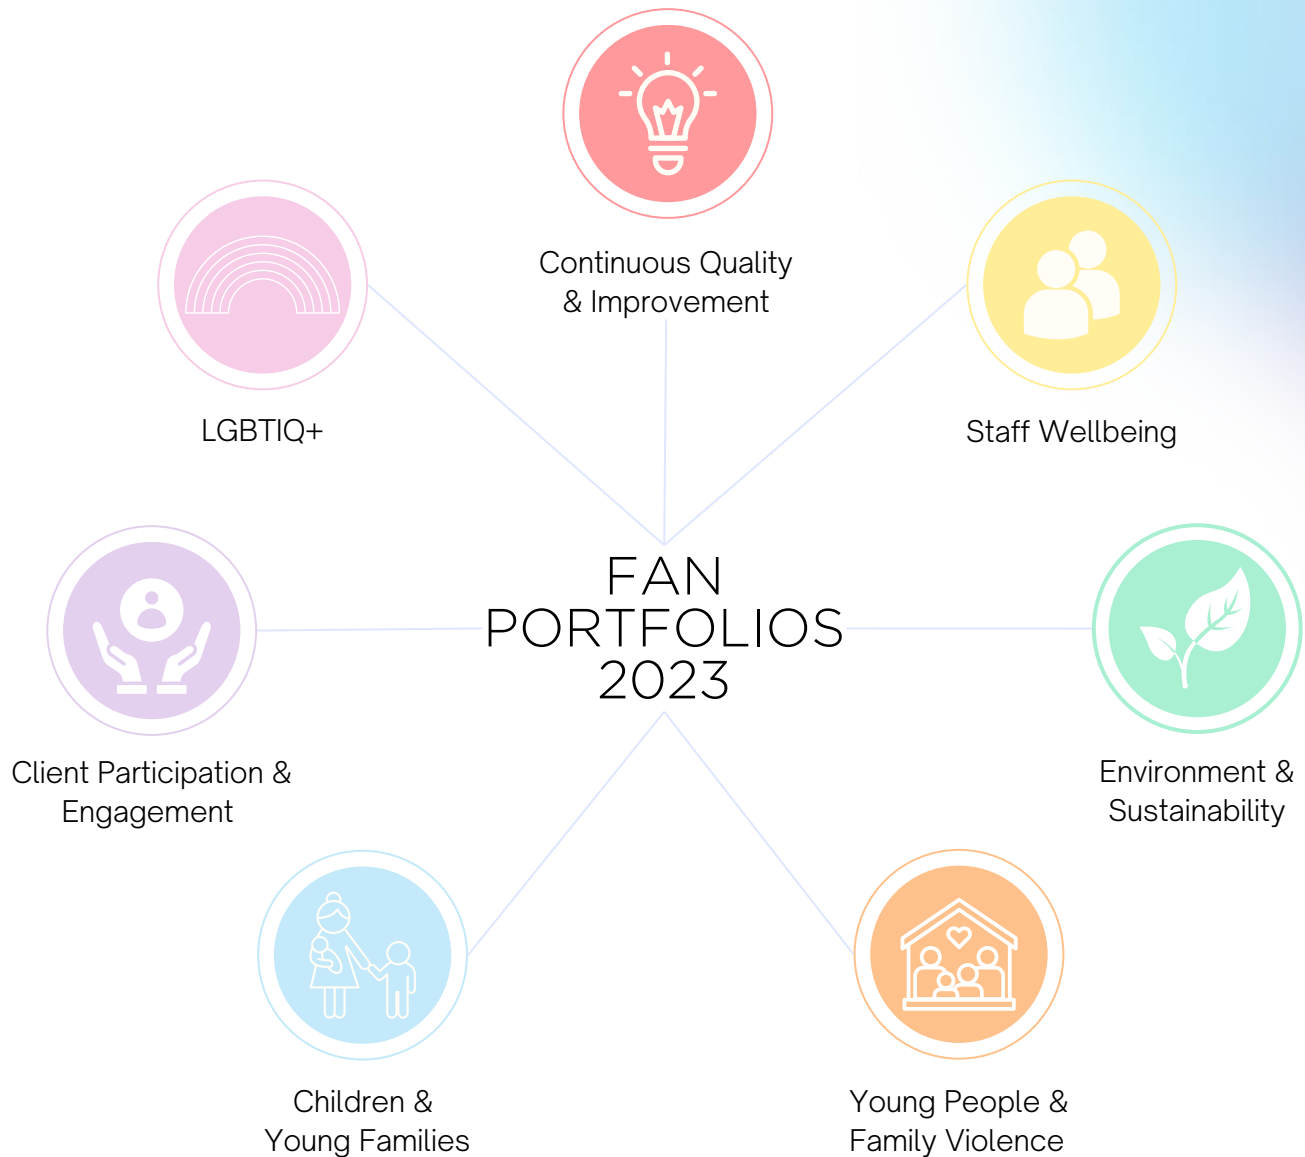 Continuous Quality
& Improvement
LGBTIQ+
Staff Wellbeing
FAN
PORTFOLIOS
2023
Client Participation &
Engagement
Environment &
Sustainability
Children &
Young Families
Young People &
Family Violence